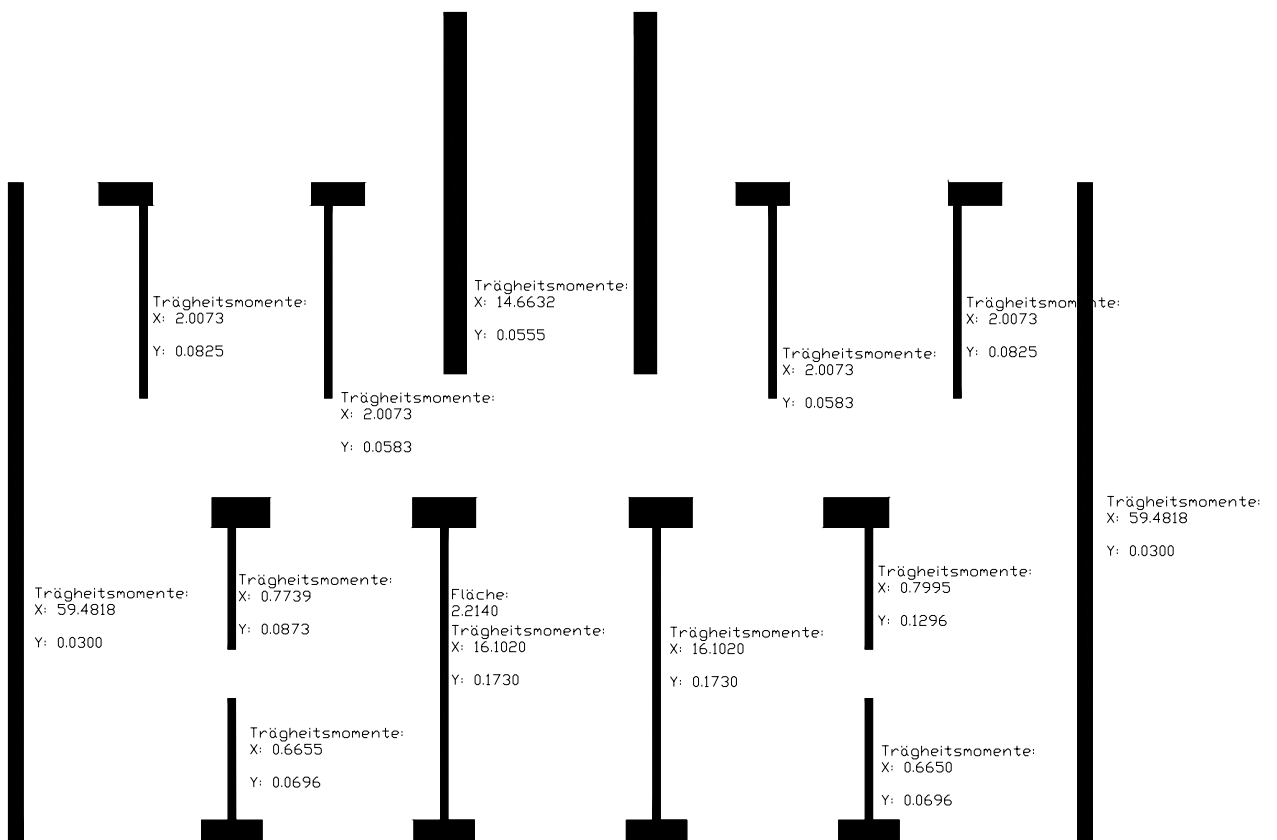 Trägheitsmomente:
X: 14.6632
Y: 0.0555
Trägheitsmomente:
X: 2.0073
Y: 0.0825
Trägheitsmomente:
X: 2.0073
Y: 0.0825
Trägheitsmomente:
X: 2.0073
Y: 0.0583
Trägheitsmomente:
X: 2.0073
Y: 0.0583
Trägheitsmomente:
X: 59.4818
Y: 0.0300
Trägheitsmomente:
X: 59.4818
Y: 0.0300
Trägheitsmomente:
X: 0.7739
Y: 0.0873
Fläche:
2.2140
Trägheitsmomente:
X: 16.1020
Y: 0.1730
Trägheitsmomente:
X: 16.1020
Y: 0.1730
Trägheitsmomente:
X: 0.7995
Y: 0.1296
Trägheitsmomente:
X: 0.6655
Y: 0.0696
Trägheitsmomente:
X: 0.6650
Y: 0.0696